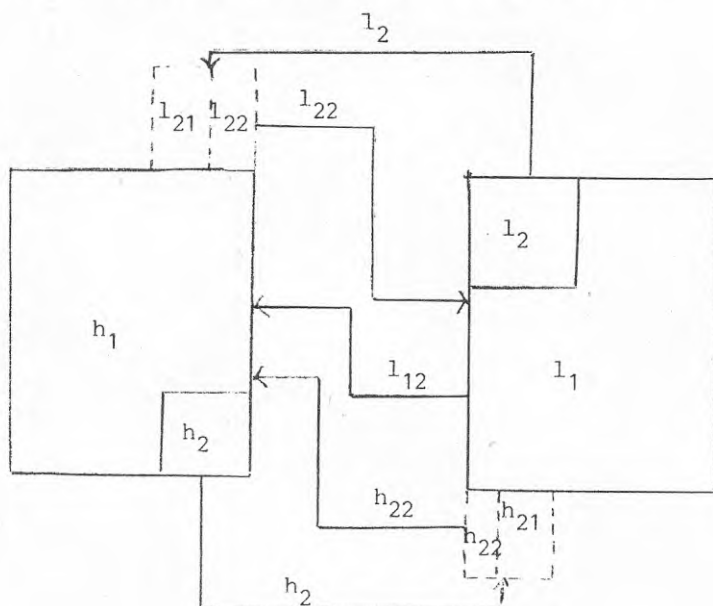 l₂
l₂₁ l₂₂ l₂₂
l₂
h₁
l₁₂
l₁
h₂
h₂₂ h₂₂ h₂₁
h₂